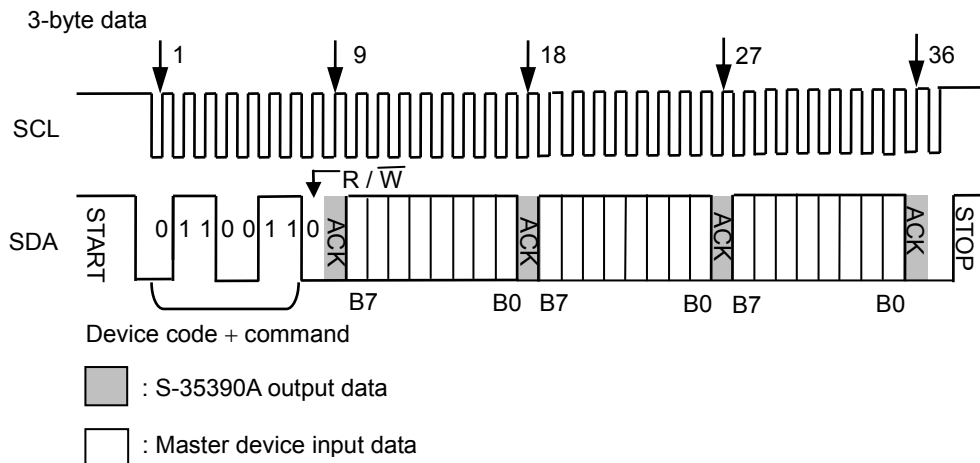 3-byte data
1 9 18 27 36
SCL
R / W
SDA START 0 1 1 0 0 1 1 0 ACK ACK ACK ACK STOP
B7 B0 B7 B0 B7 B0
Device code + command
: S-35390A output data
: Master device input data